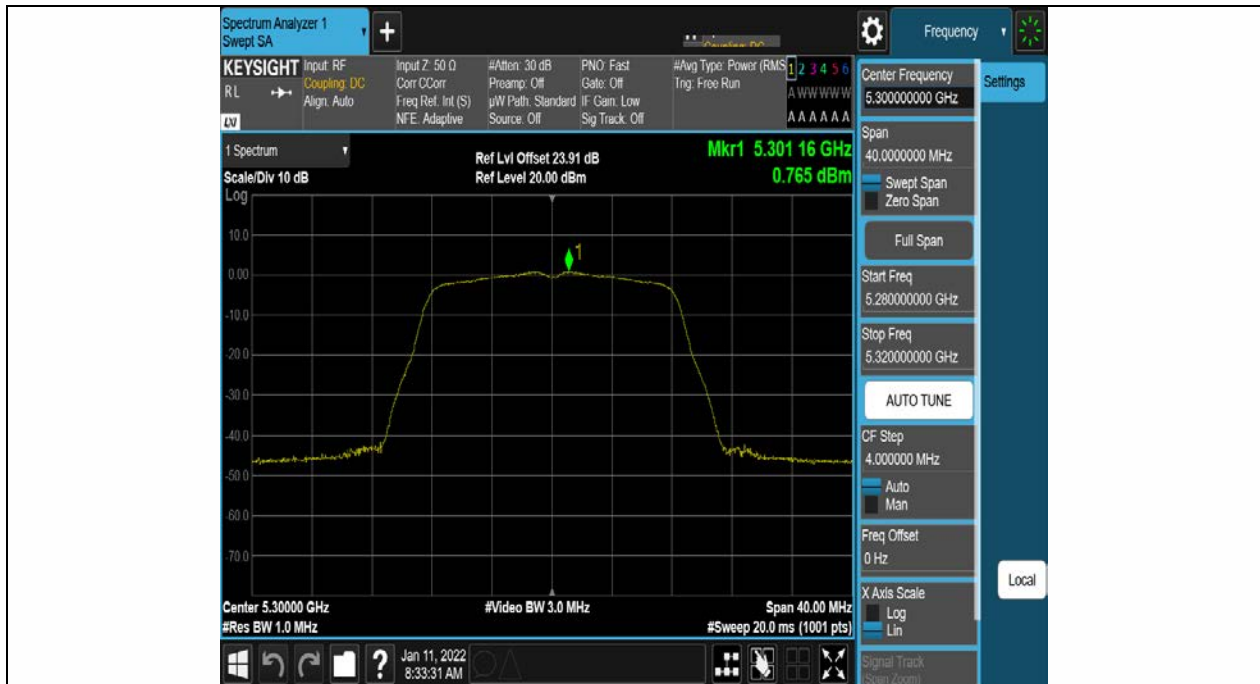 Spectrum Analyzer 1
Swept SA
+
Frequency
KEYSIGHT
RL
LXI
Input: RF
Coupling: DC
Align: Auto
Input Z: 50 Ω
Corr CCorr
Freq Ref: Int (S)
NFE: Adaptive
#Atten: 30 dB
Preamp: Off
µW Path: Standard
Source: Off
PNO: Fast
Gate: Off
IF Gain: Low
Sig Track: Off
#Avg Type: Power (RMS
Trig: Free Run
1 2 3 4 5 6
A W W W W W
A A A A A A
1 Spectrum
Scale/Div 10 dB
Ref Lvl Offset 23.91 dB
Ref Level 20.00 dBm
Mkr1 5.301 16 GHz
0.765 dBm
Log
10.0
0.00
-10.0
-20.0
-30.0
-40.0
-50.0
-60.0
-70.0
1
Center 5.30000 GHz
#Res BW 1.0 MHz
#Video BW 3.0 MHz
Span 40.00 MHz
#Sweep 20.0 ms (1001 pts)
Center Frequency
5.300000000 GHz
Settings
Span
40.0000000 MHz
Swept Span
Zero Span
Full Span
Start Freq
5.280000000 GHz
Stop Freq
5.320000000 GHz
AUTO TUNE
CF Step
4.000000 MHz
Auto
Man
Freq Offset
0 Hz
X Axis Scale
Log
Lin
Local
Signal Track
(Span Zoom)
?
Jan 11, 2022
8:33:31 AM